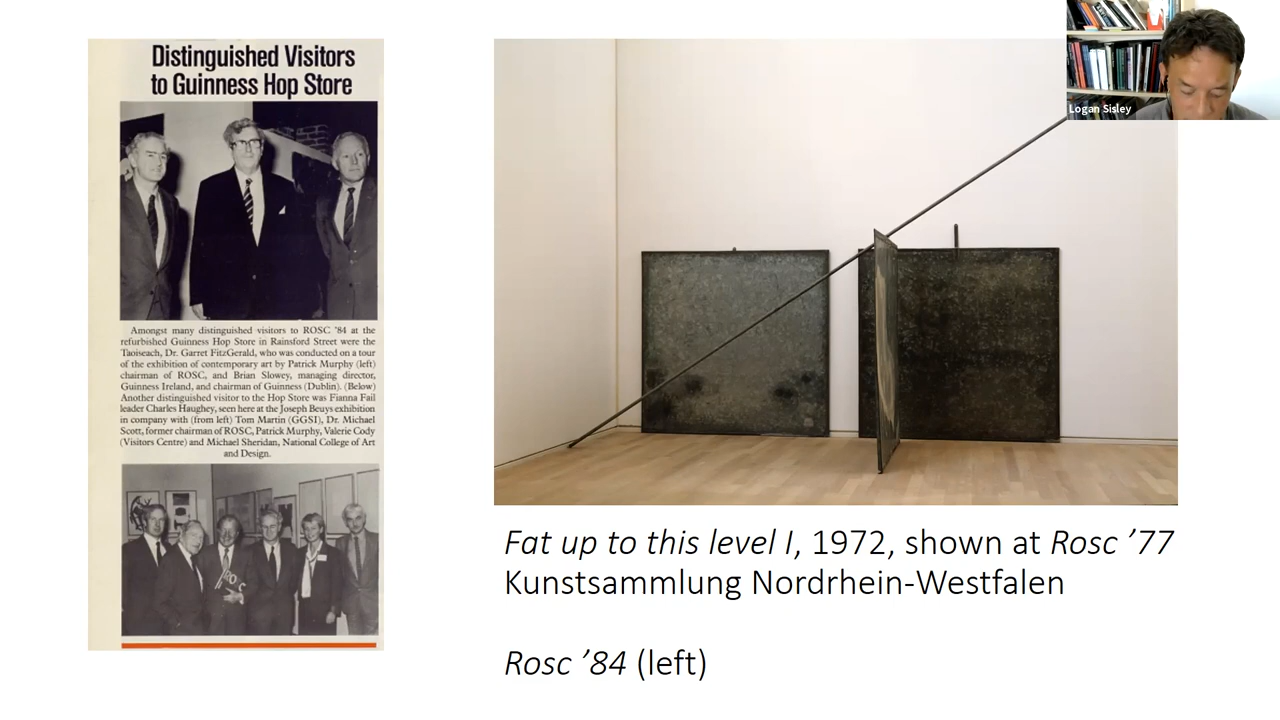 Distinguished Visitors
to Guinness Hop Store
Amongst many distinguished visitors to ROSC '84 at the
refurbished Guinness Hop Store in Rainsford Street were the
Taoiseach, Dr. Garret FitzGerald, who was conducted on a tour
of the exhibition of contemporary art by Patrick Murphy (left)
chairman of ROSC, and Brian Slowey, managing director,
Guinness Ireland, and chairman of Guinness (Dublin). (Below)
Another distinguished visitor to the Hop Store was Fianna Fail
leader Charles Haughey, seen here at the Joseph Beuys exhibition
in company with (from left) Tom Martin (GGSI), Dr. Michael
Scott, former chairman of ROSC, Patrick Murphy, Valerie Cody
(Visitors Centre) and Michael Sheridan, National College of Art
and Design.
Logan Sisley
Fat up to this level I, 1972, shown at Rosc ’77
Kunstsammlung Nordrhein-Westfalen
Rosc ’84 (left)